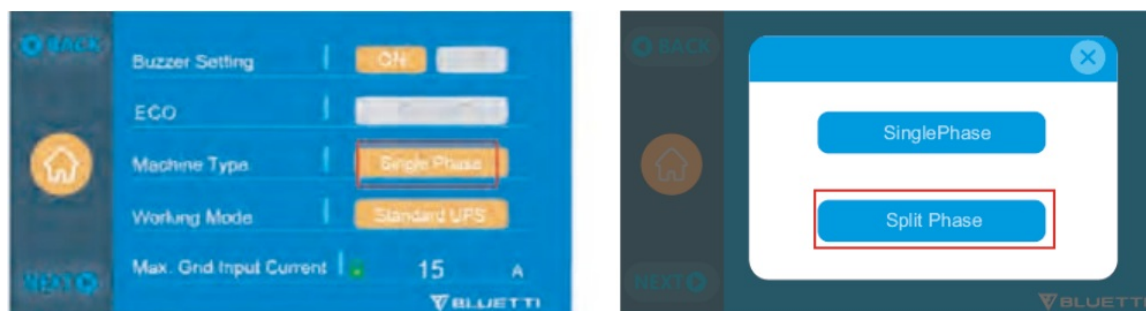 BACK
Buzzer Setting ON
ECO
Machine Type Single Phase
Working Mode Standard UPS
Max. Grid Input Current 15 A
NEXT
BLUETTI
BACK
SinglePhase
Split Phase
NEXT
BLUETTI